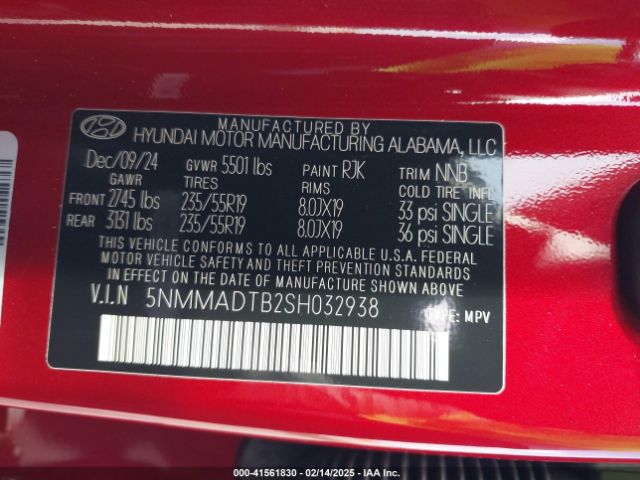 MANUFACTURED BY
HYUNDAI MOTOR MANUFACTURING ALABAMA, LLC
Dec/09/24 GVWR 5501 lbs PAINT RJK TRIM NNB
GAWR TIRES RIMS COLD TIRE INFL
FRONT 2745 lbs 235/55R19 8.0JX19 33 psi SINGLE
REAR 3131 lbs 235/55R19 8.0JX19 36 psi SINGLE
THIS VEHICLE CONFORMS TO ALL APPLICABLE U.S.A. FEDERAL
MOTOR VEHICLE SAFETY AND THEFT PREVENTION STANDARDS
IN EFFECT ON THE DATE OF MANUFACTURE SHOWN ABOVE.
V.I.N 5NMMADTB2SH032938
TYPE: MPV
000-41561830 - 02/14/2025 - IAA Inc.